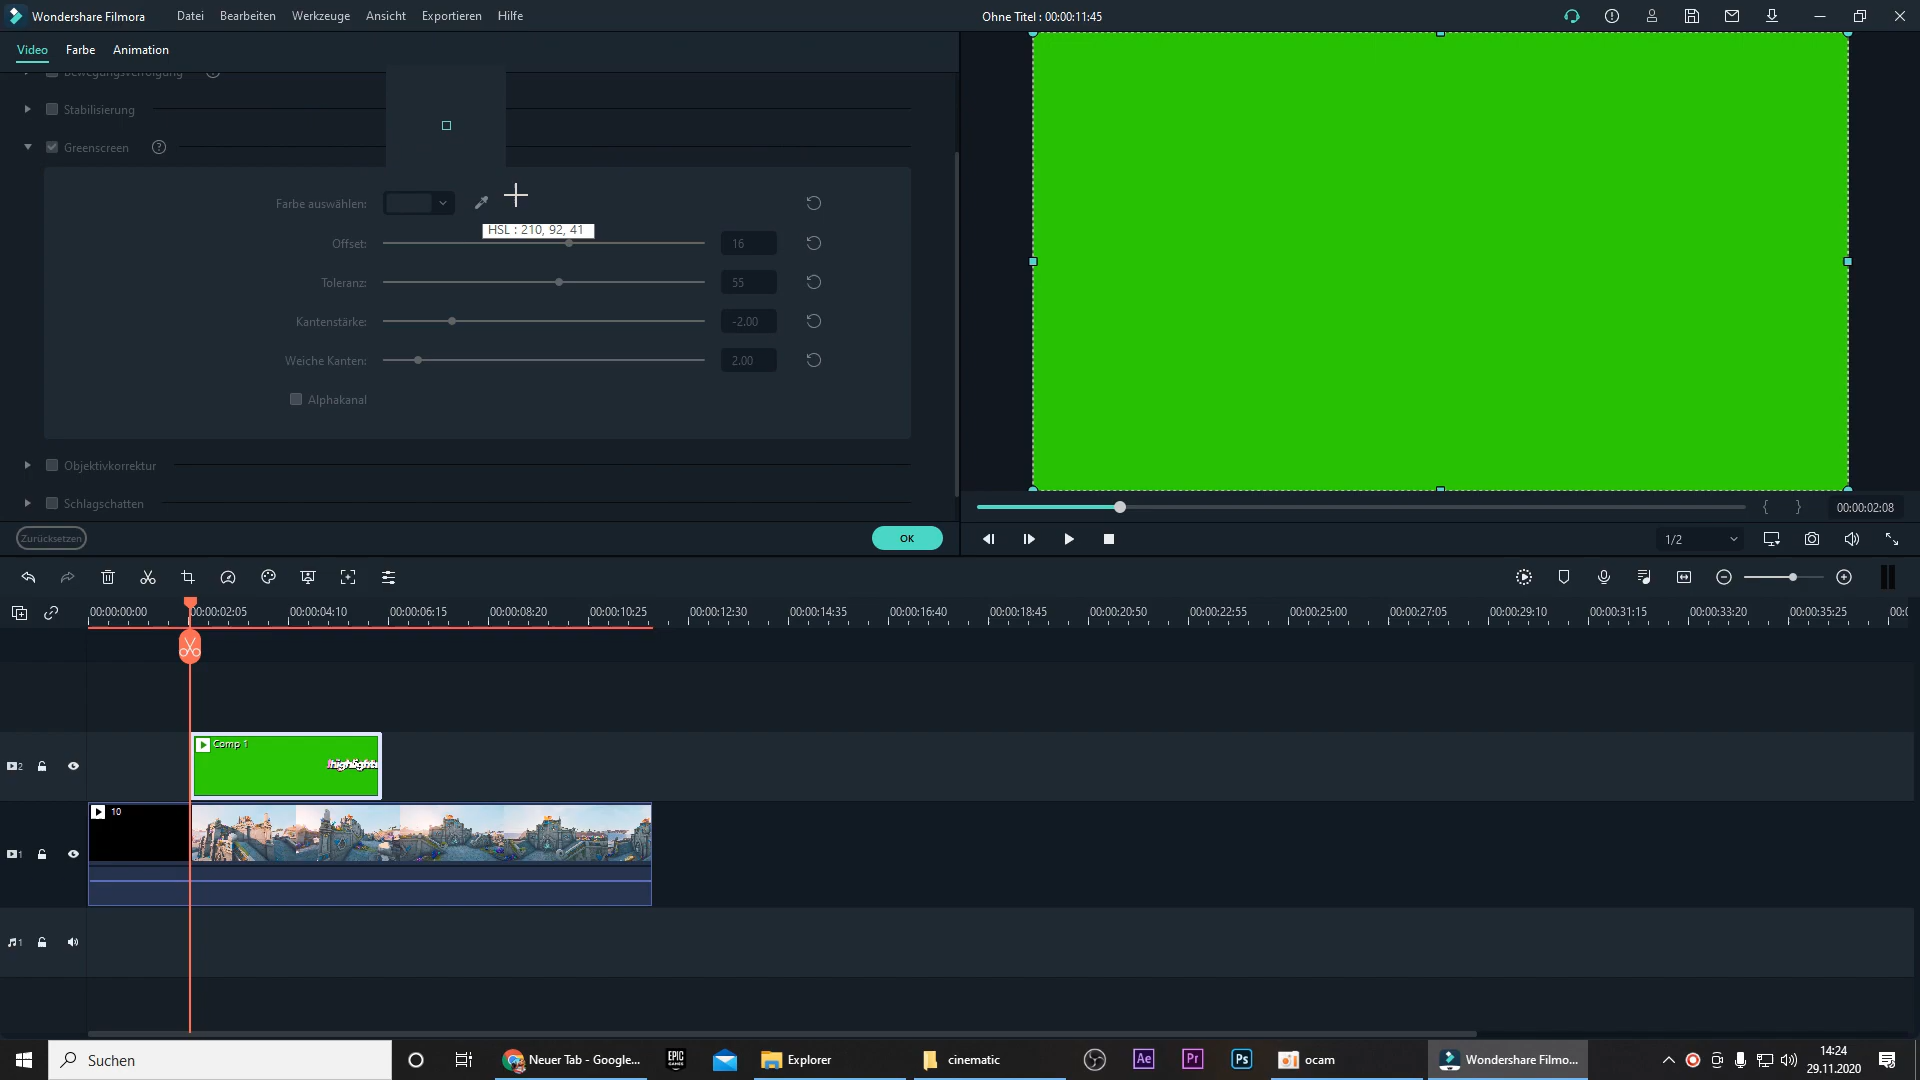 Wondershare Filmora Datei Bearbeiten Werkzeuge Ansicht Exportieren Hilfe Ohne Titel : 00:00:11:45
Video Farbe Animation
Bewegungsverfolgung
Stabilisierung
Greenscreen
Farbe auswählen:
HSL : 210, 92, 41
Offset: 16
Toleranz: 55
Kantenstärke: -2.00
Weiche Kanten: 2.00
Alphakanal
Objektivkorrektur
Schlagschatten
{ } 00:00:02:08
Zurücksetzen OK 1/2
00:00:00:00 00:00:02:05 00:00:04:10 00:00:06:15 00:00:08:20 00:00:10:25 00:00:12:30 00:00:14:35 00:00:16:40 00:00:18:45 00:00:20:50 00:00:22:55 00:00:25:00 00:00:27:05 00:00:29:10 00:00:31:15 00:00:33:20 00:00:35:25
Comp 1
highlights
2
10
1
1
Suchen Neuer Tab - Google... EPIC GAMES Explorer cinematic Ae Pr Ps ocam Wondershare Filmo... 14:24
29.11.2020